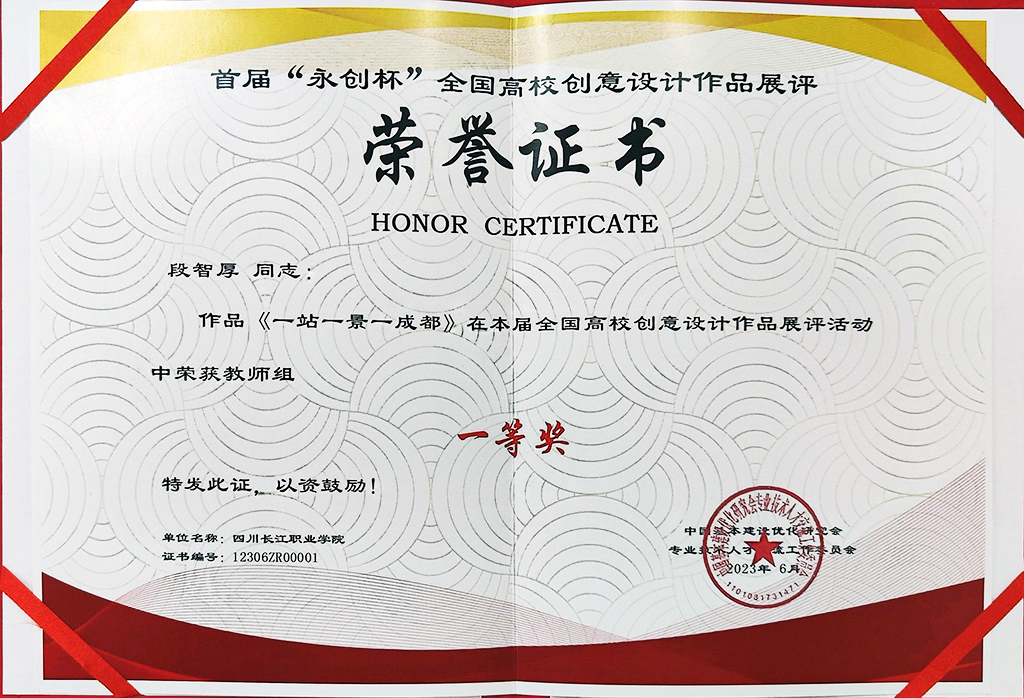 首届“永创杯”全国高校创意设计作品展评
荣誉证书
HONOR CERTIFICATE
段智厚 同志:
作品《一站一景一成都》在本届全国高校创意设计作品展评活动
中荣获教师组
一等奖
特发此证，以资鼓励!
单位名称: 四川长江职业学院
证书编号: 12306ZR00001
中国基本建设优化研究会
专业技术人才交流工作委员会
2023年 6月
1101081731471